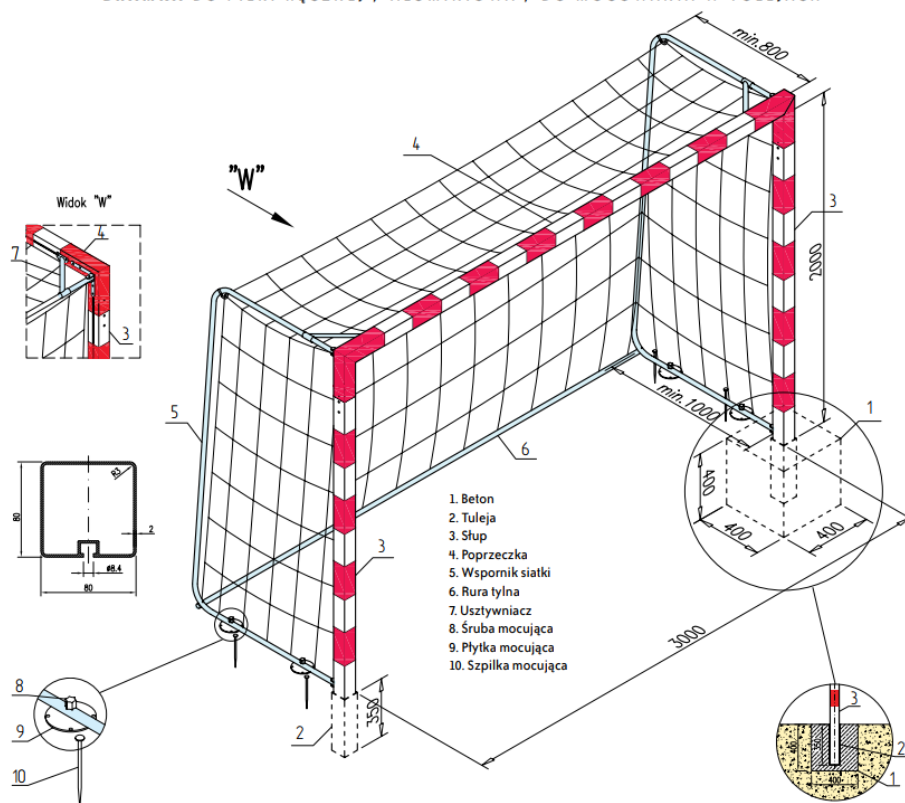 min.800
4
"W"
Widok "W"
4
7
3
3
2000
5
6
min.1000
1
400
400
400
R3
80
2
ø8.4
80
3
1. Beton
2. Tuleja
3. Słup
4. Poprzeczka
5. Wspornik siatki
6. Rura tylna
7. Usztywniacz
8. Śruba mocująca
9. Płytka mocująca
10. Szpilka mocująca
3000
350
2
8
9
10
3
400
350
2
400
1